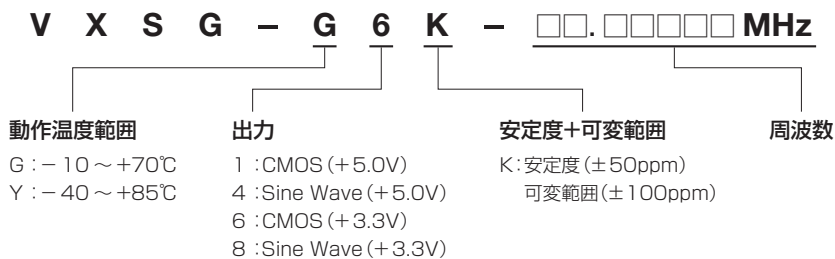 VXSG－G6K－□□.□□□□□MHz
動作温度範囲 出力 安定度＋可変範囲 周波数
G：－10～＋70℃ 1：CMOS（＋5.0V） K：安定度（±50ppm）
Y：－40～＋85℃ 4：Sine Wave（＋5.0V） 可変範囲（±100ppm）
6：CMOS（＋3.3V）
8：Sine Wave（＋3.3V）